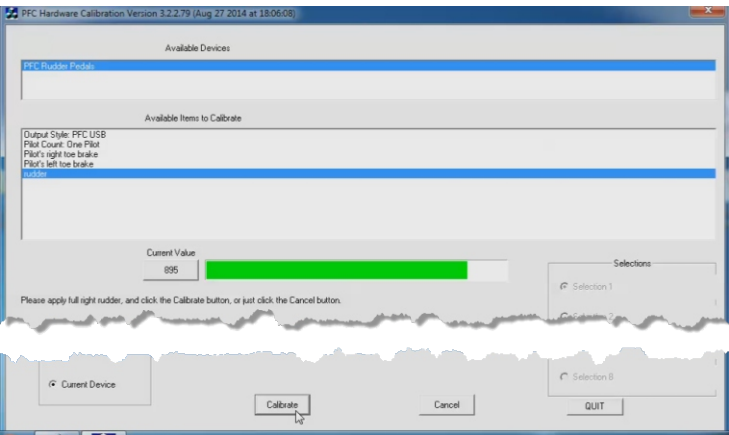 PFC Hardware Calibration Version 3.2.2.79 (Aug 27 2014 at 18:06:08)
Available Devices
PFC Rudder Pedals
Available Items to Calibrate
Output Style: PFC USB
Pilot Count: One Pilot
Pilot's right toe brake
Pilot's left toe brake
rudder
Current Value
895
Selections
Selection 1
Please apply full right rudder, and click the Calibrate button, or just click the Cancel button.
Selection 2
Current Device
Selection 8
Calibrate
Cancel
QUIT